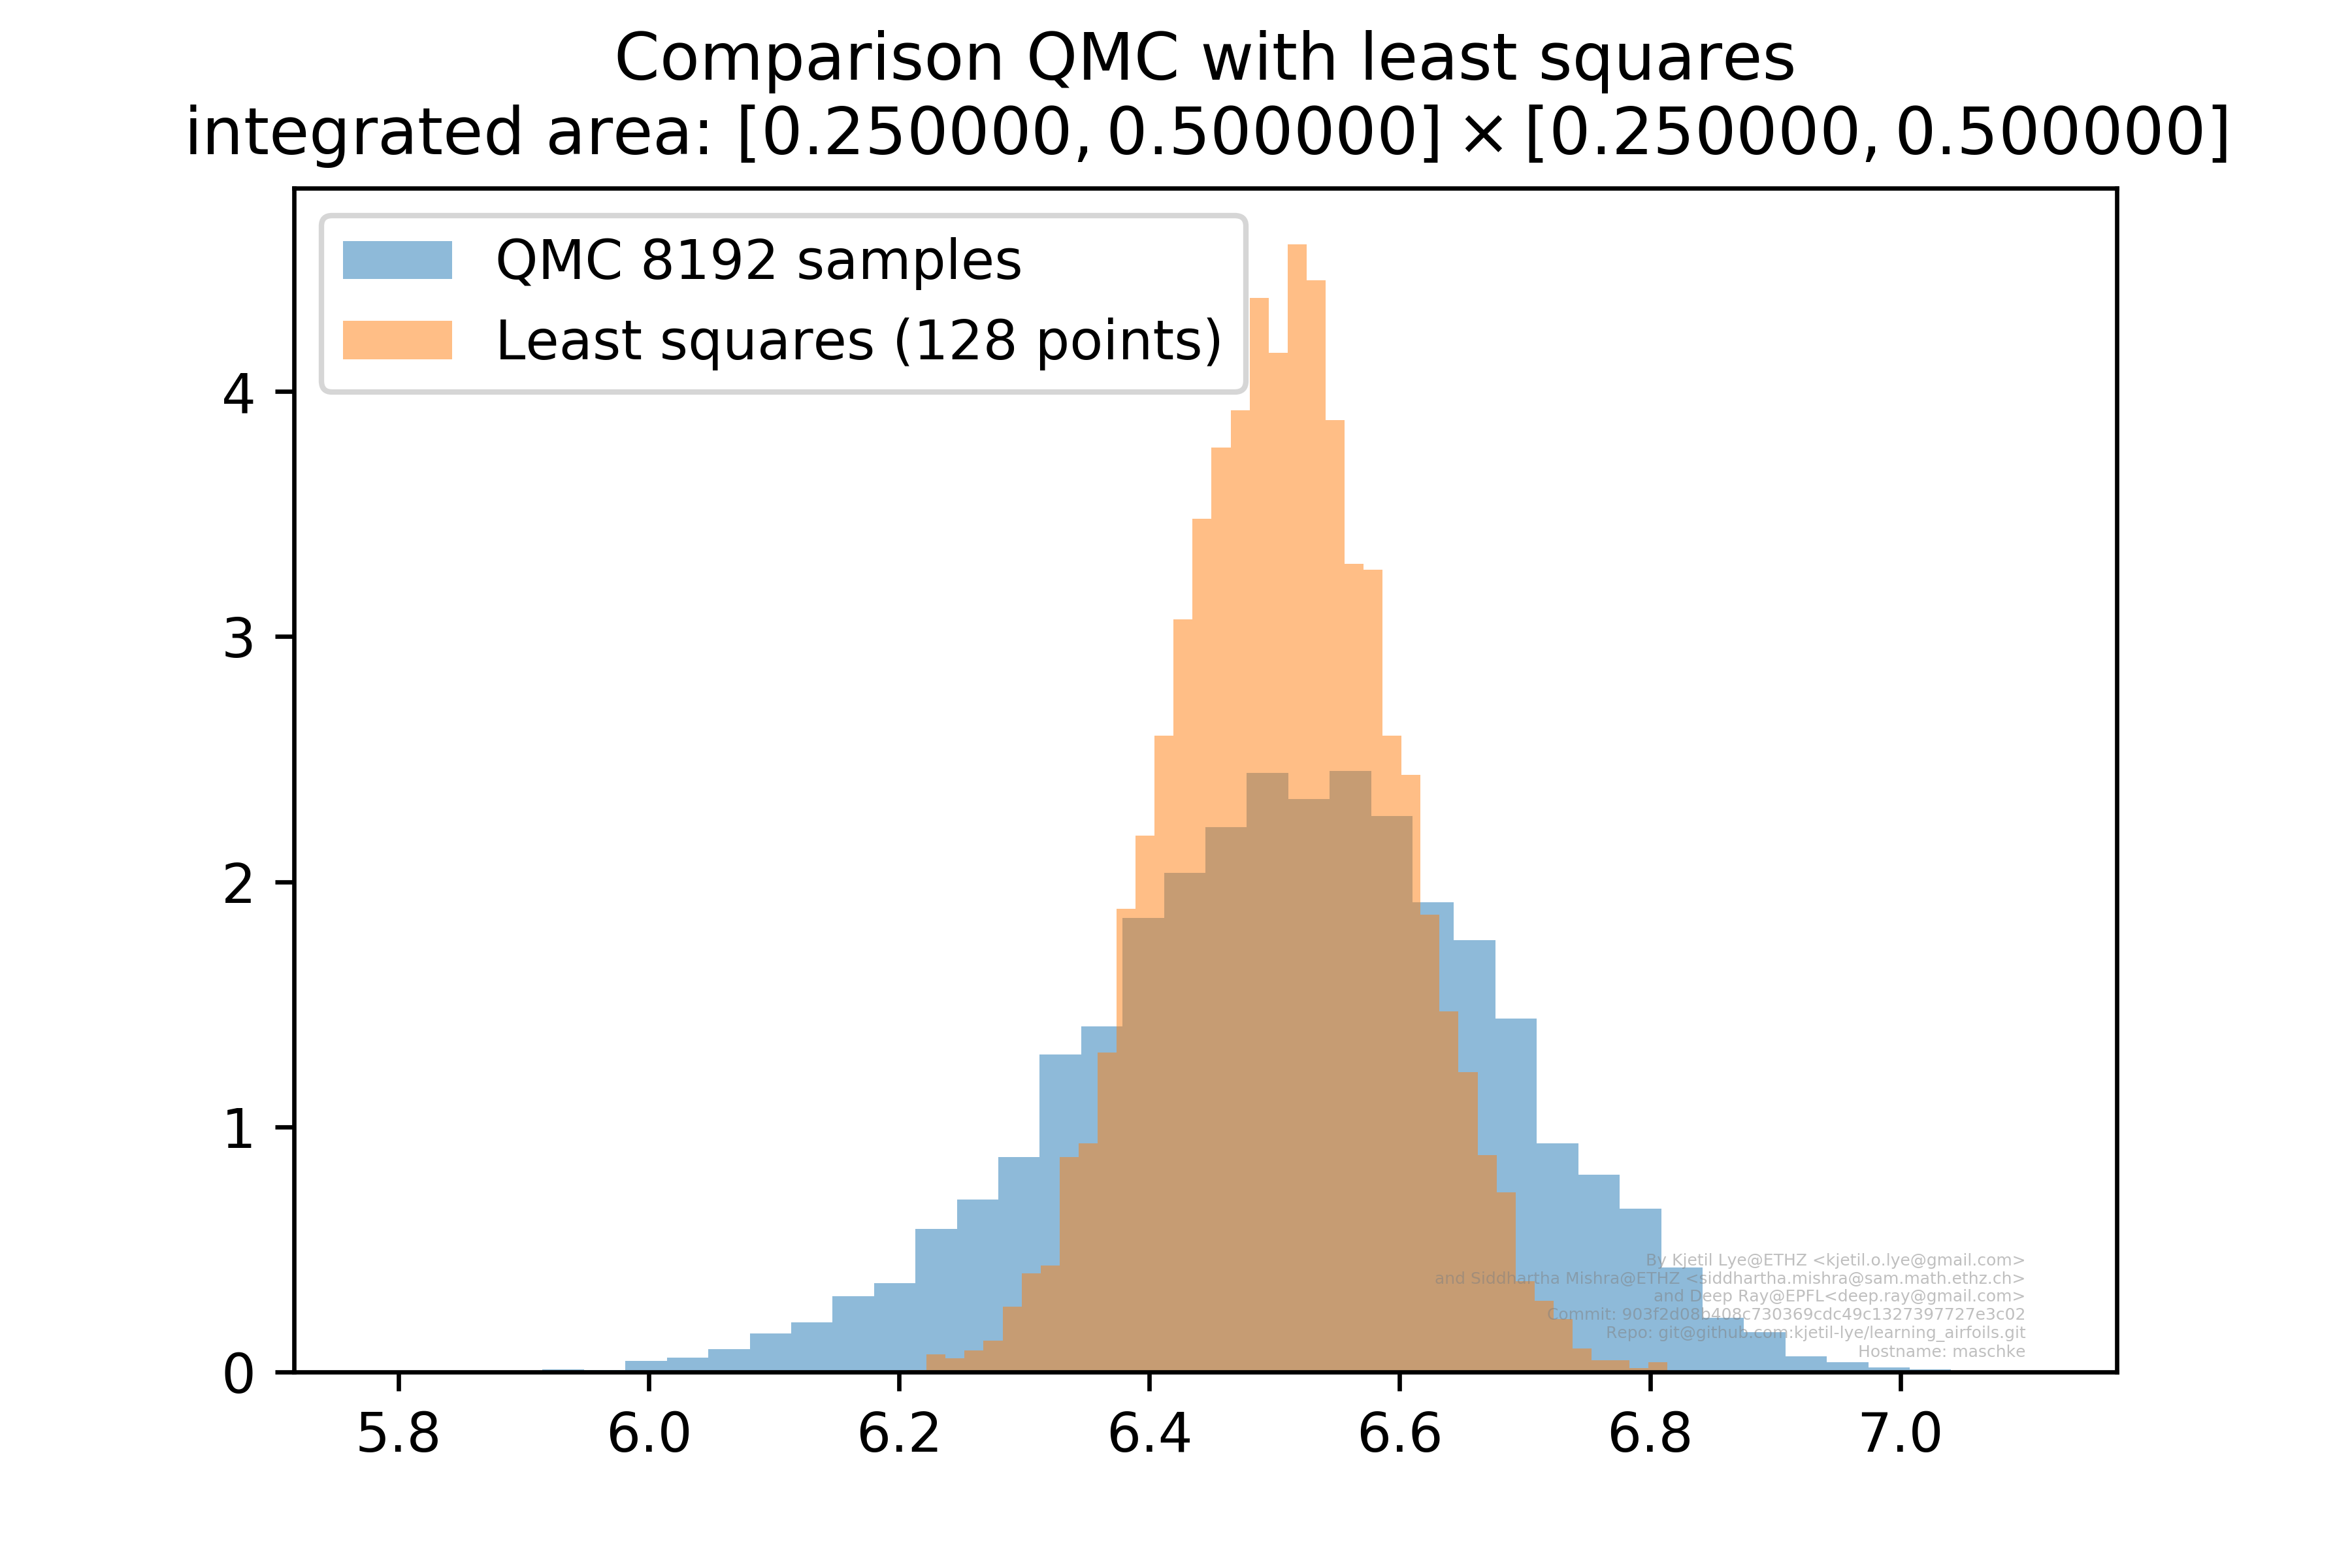 Comparison QMC with least squares
integrated area: [0.250000, 0.500000] × [0.250000, 0.500000]
QMC 8192 samples
Least squares (128 points)
4
3
2
1
0
5.8 6.0 6.2 6.4 6.6 6.8 7.0
By Kjetil Lye@ETHZ <kjetil.o.lye@gmail.com>
and Siddhartha Mishra@ETHZ <siddhartha.mishra@sam.math.ethz.ch>
and Deep Ray@EPFL<deep.ray@gmail.com>
Commit: 903f2d08b408c730369cdc49c1327397727e3c02
Repo: git@github.com:kjetil-lye/learning_airfoils.git
Hostname: maschke